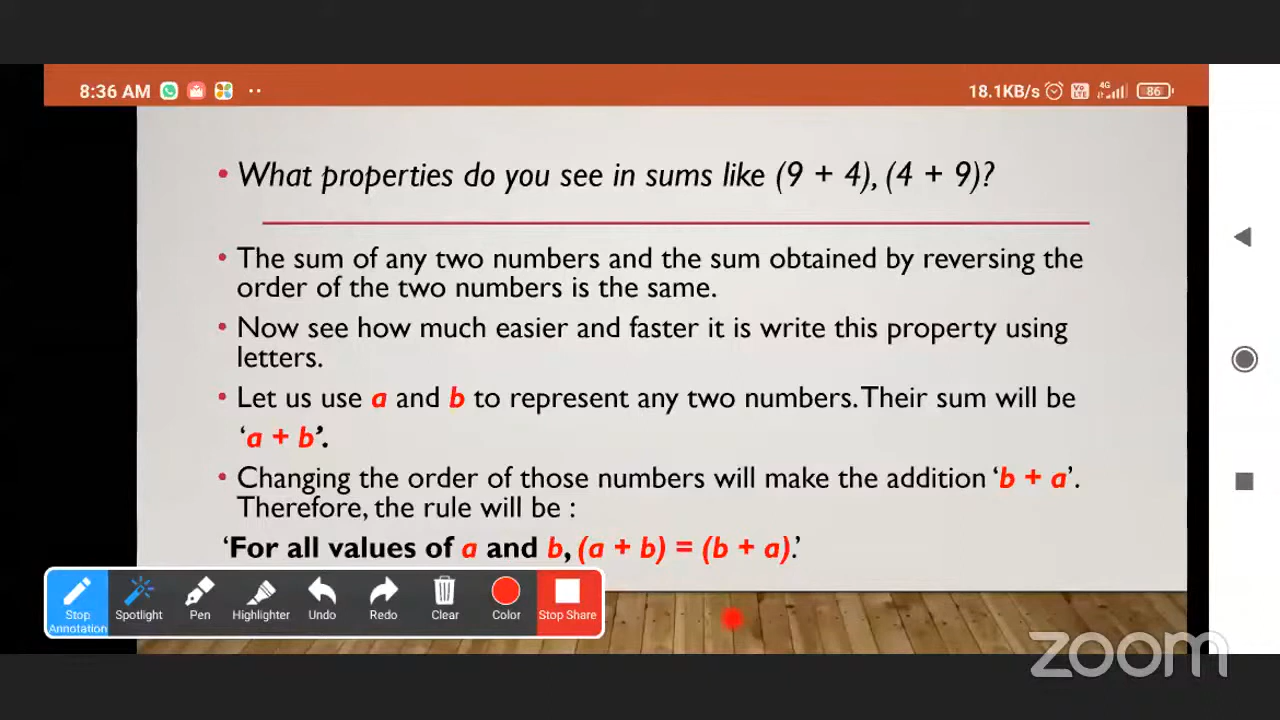 8:36 AM ·· 18.1KB/s Vo LTE 4G 86
• What properties do you see in sums like (9 + 4), (4 + 9)?
• The sum of any two numbers and the sum obtained by reversing the
order of the two numbers is the same.
• Now see how much easier and faster it is write this property using
letters.
• Let us use a and b to represent any two numbers. Their sum will be
‘a + b’.
• Changing the order of those numbers will make the addition ‘b + a’.
Therefore, the rule will be :
‘For all values of a and b, (a + b) = (b + a).’
Stop Annotation Spotlight Pen Highlighter Undo Redo Clear Color Stop Share
zoom